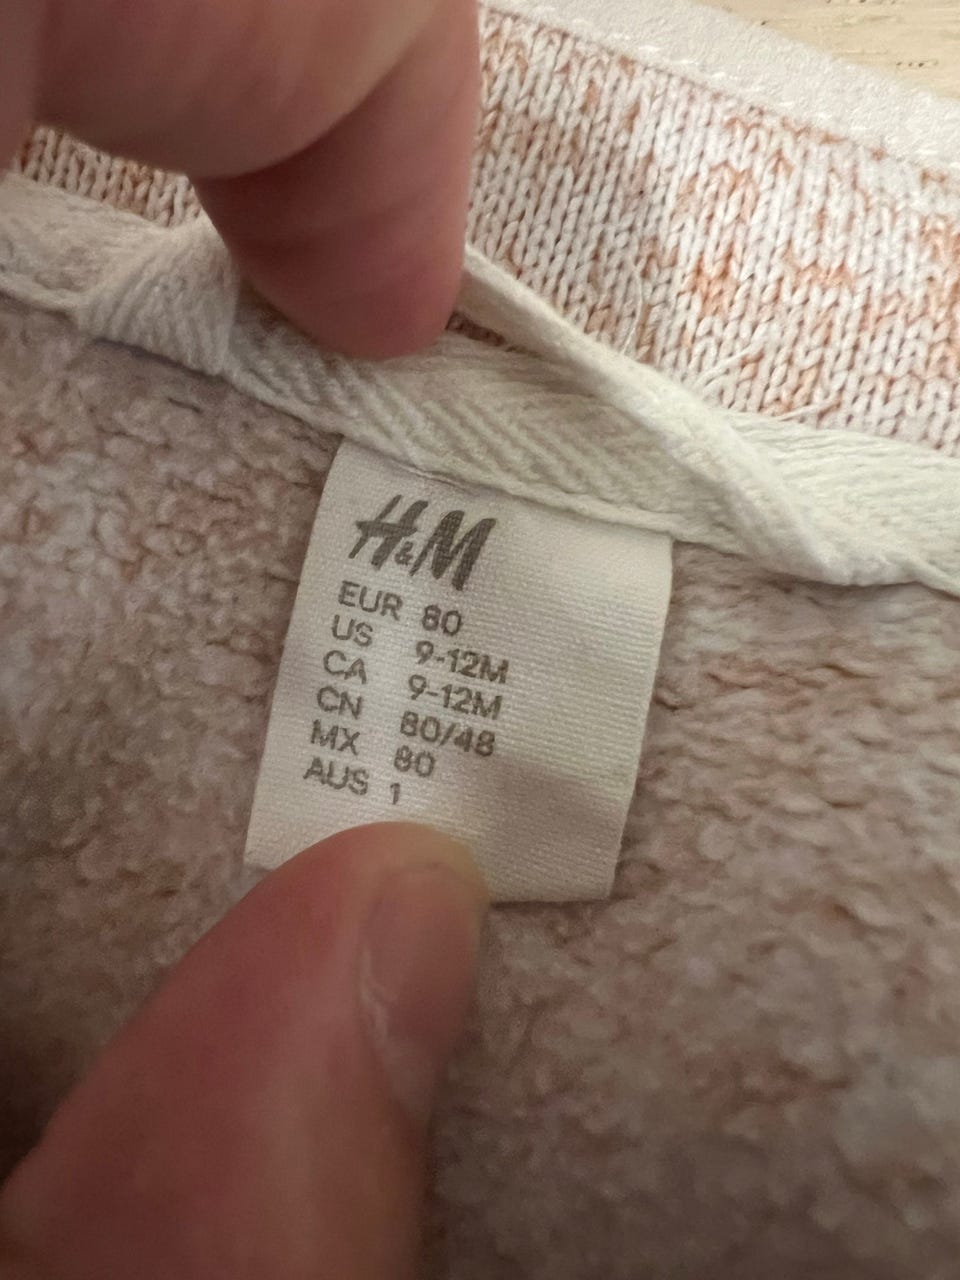 H&M
EUR 80
US 9-12M
CA 9-12M
CN 80/48
MX 80
AUS 1